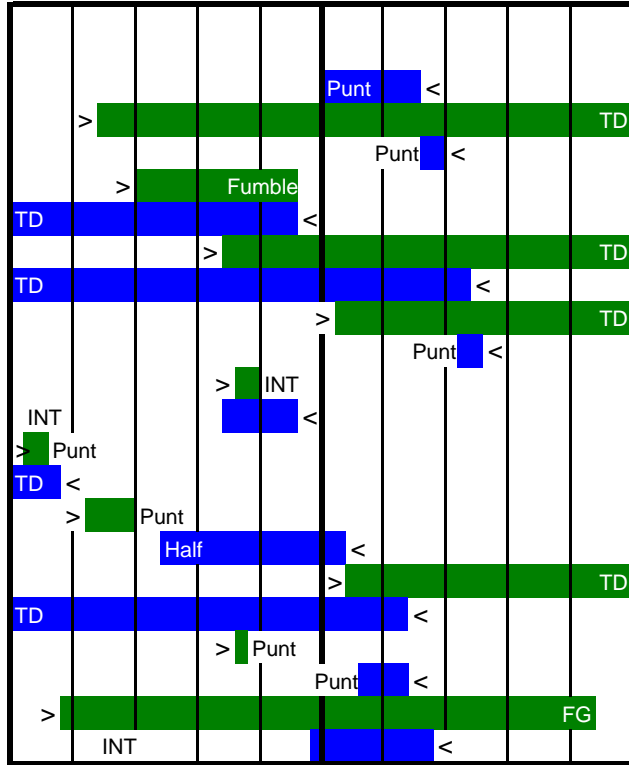 Punt <
> TD
Punt <
> Fumble
TD <
> TD
TD <
> TD
Punt <
> INT
<
INT
> Punt
TD <
> Punt
Half <
> TD
TD <
> Punt
Punt <
> FG
INT <